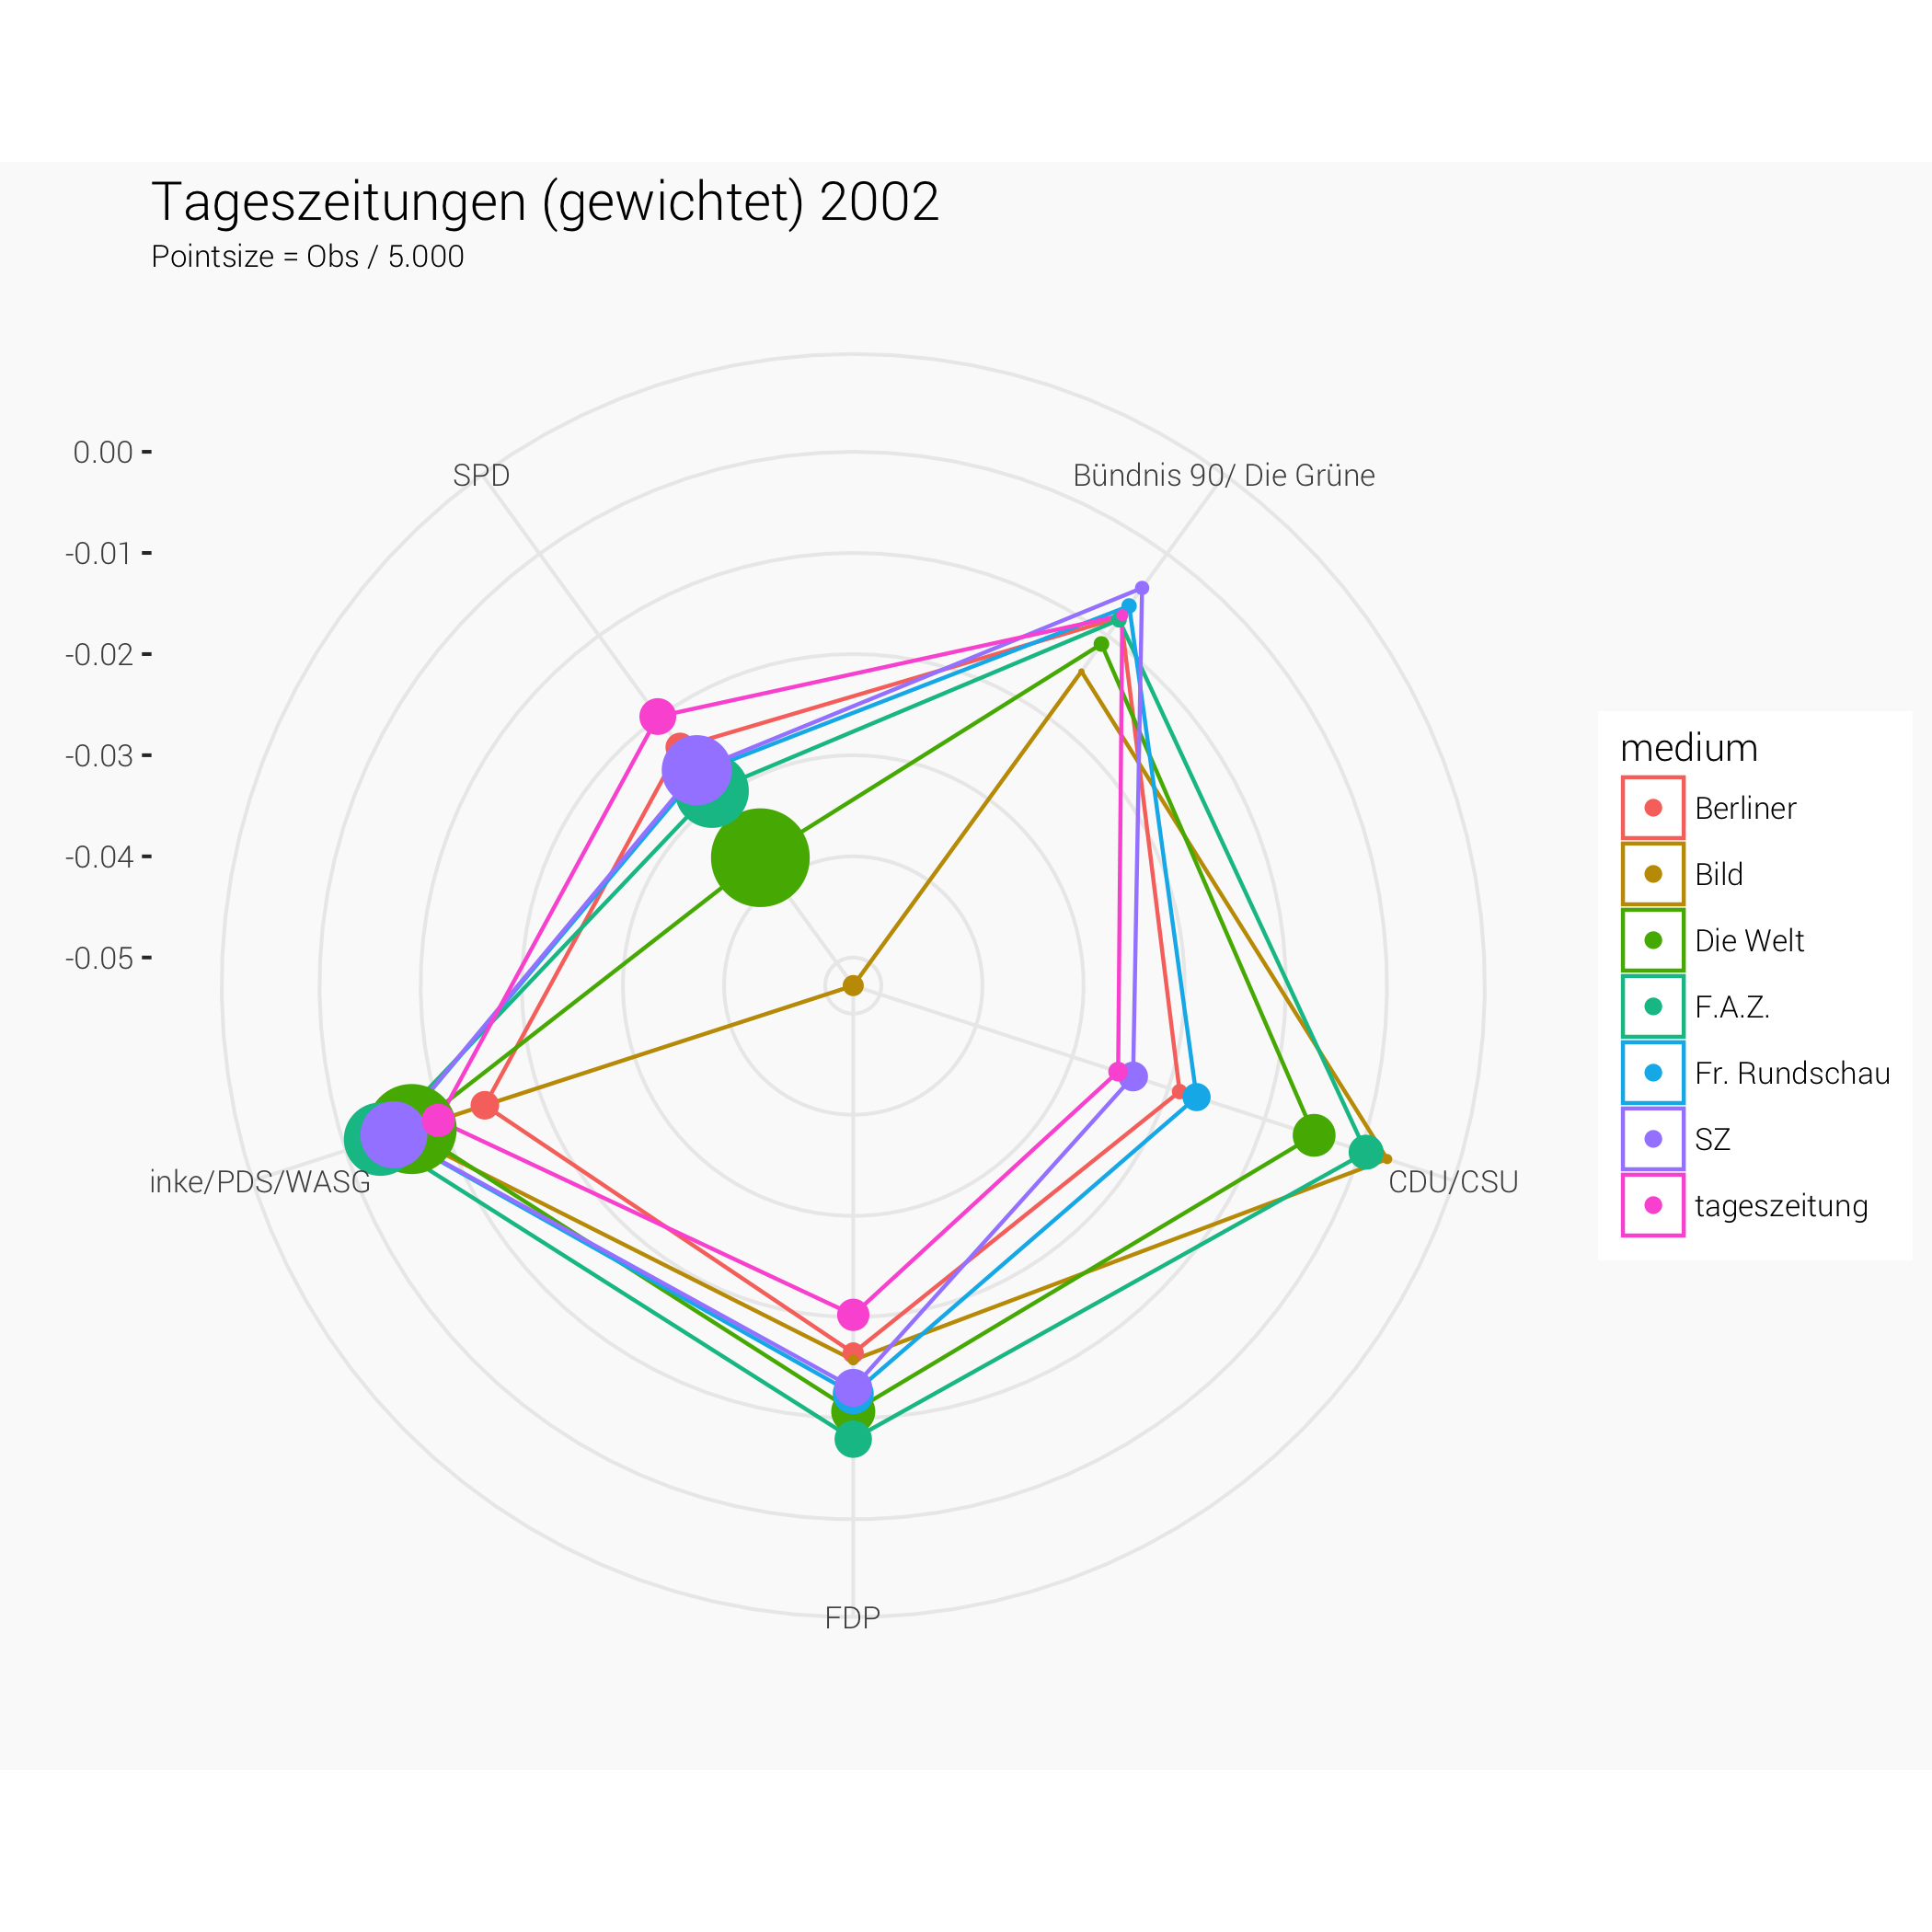 Tageszeitungen (gewichtet) 2002
Pointsize = Obs / 5.000
0.00
-0.01
-0.02
-0.03
-0.04
-0.05
SPD
Bündnis 90/ Die Grüne
inke/PDS/WASG
CDU/CSU
FDP
medium
Berliner
Bild
Die Welt
F.A.Z.
Fr. Rundschau
SZ
tageszeitung